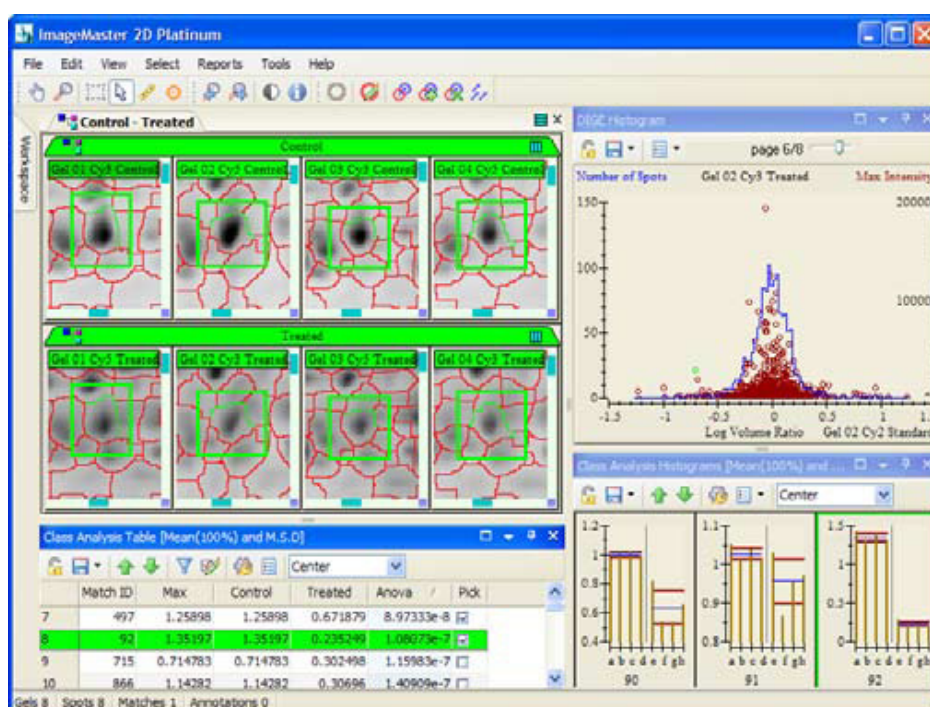 ImageMaster 2D Platinum
File Edit View Select Reports Tools Help
Workspace
Control - Treated
Control
Gel 01 Cy3 Control
Gel 02 Cy5 Control
Gel 03 Cy3 Control
Gel 04 Cy5 Control
Treated
Gel 01 Cy5 Treated
Gel 02 Cy3 Treated
Gel 03 Cy5 Treated
Gel 04 Cy3 Treated
Class Analysis Table [Mean(100%) and M.S.D]
Center
Match ID Max Control Treated Anova / Pick
7 497 1.25898 1.25898 0.671879 8.97333e-8
8 92 1.35197 1.35197 0.235249 1.08073e-7
9 715 0.714783 0.714783 0.302498 1.15983e-7
10 866 1.14282 1.14282 0.30696 1.40909e-7
Gels 8 Spots 8 Matches 1 Annotations 0
DIGE Histogram
page 6/8
Number of Spots Gel 02 Cy3 Treated Max Intensity
150 20000
100
10000
50
0
-1.5 -0.5 0 0.5
Log Volume Ratio Gel 02 Cy2 Standard
Class Analysis Histograms [Mean(100%) and ...
Center
1.2 1.1 1.5
1 1 1
0.8 0.5
0.6 0.9
0.4 0.8 0
a b c d e f g h a b c d e f g h a b c d e f g h
90 91 92